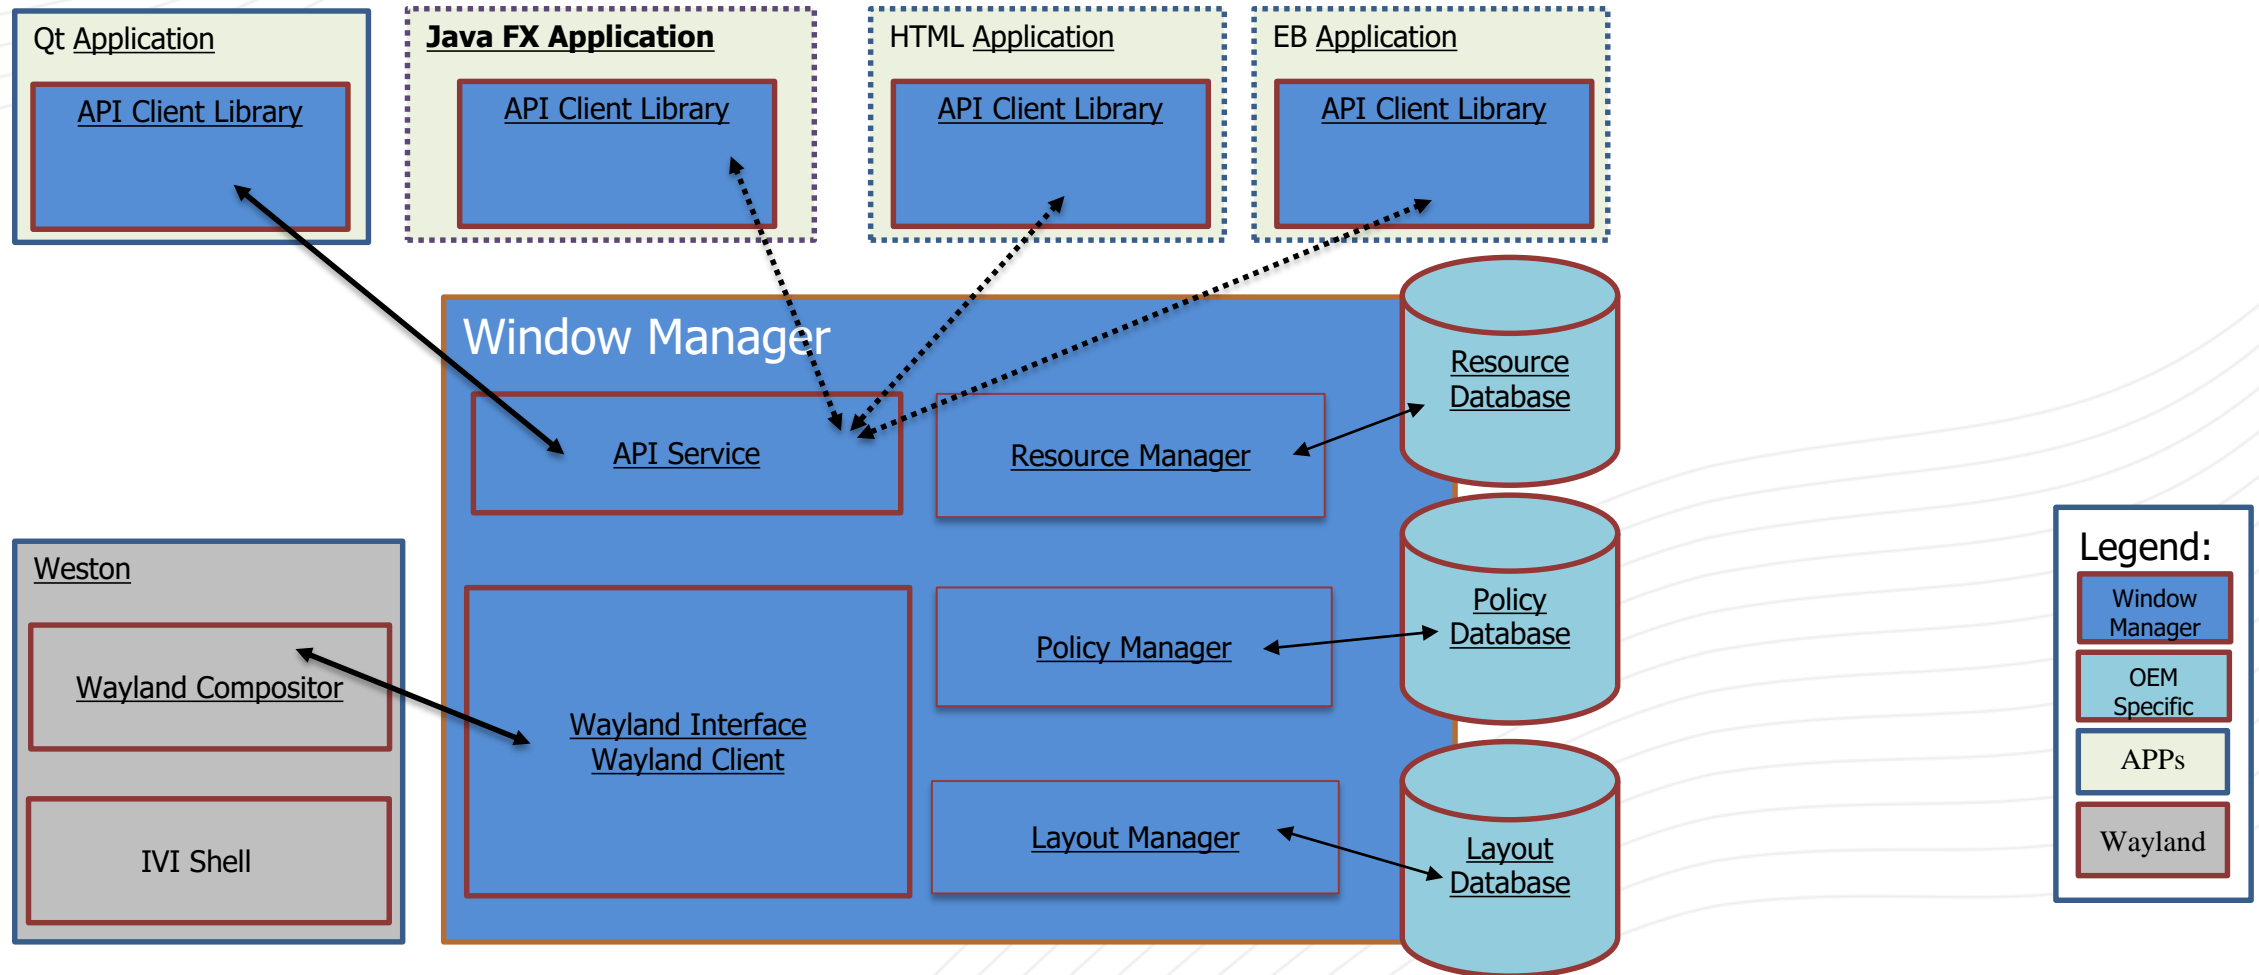 Qt Application
API Client Library
Java FX Application
API Client Library
HTML Application
API Client Library
EB Application
API Client Library
Window Manager
API Service
Resource Manager
Resource
Database
Weston
Wayland Compositor
IVI Shell
Wayland Interface
Wayland Client
Policy Manager
Policy
Database
Layout Manager
Layout
Database
Legend:
Window
Manager
OEM
Specific
APPs
Wayland